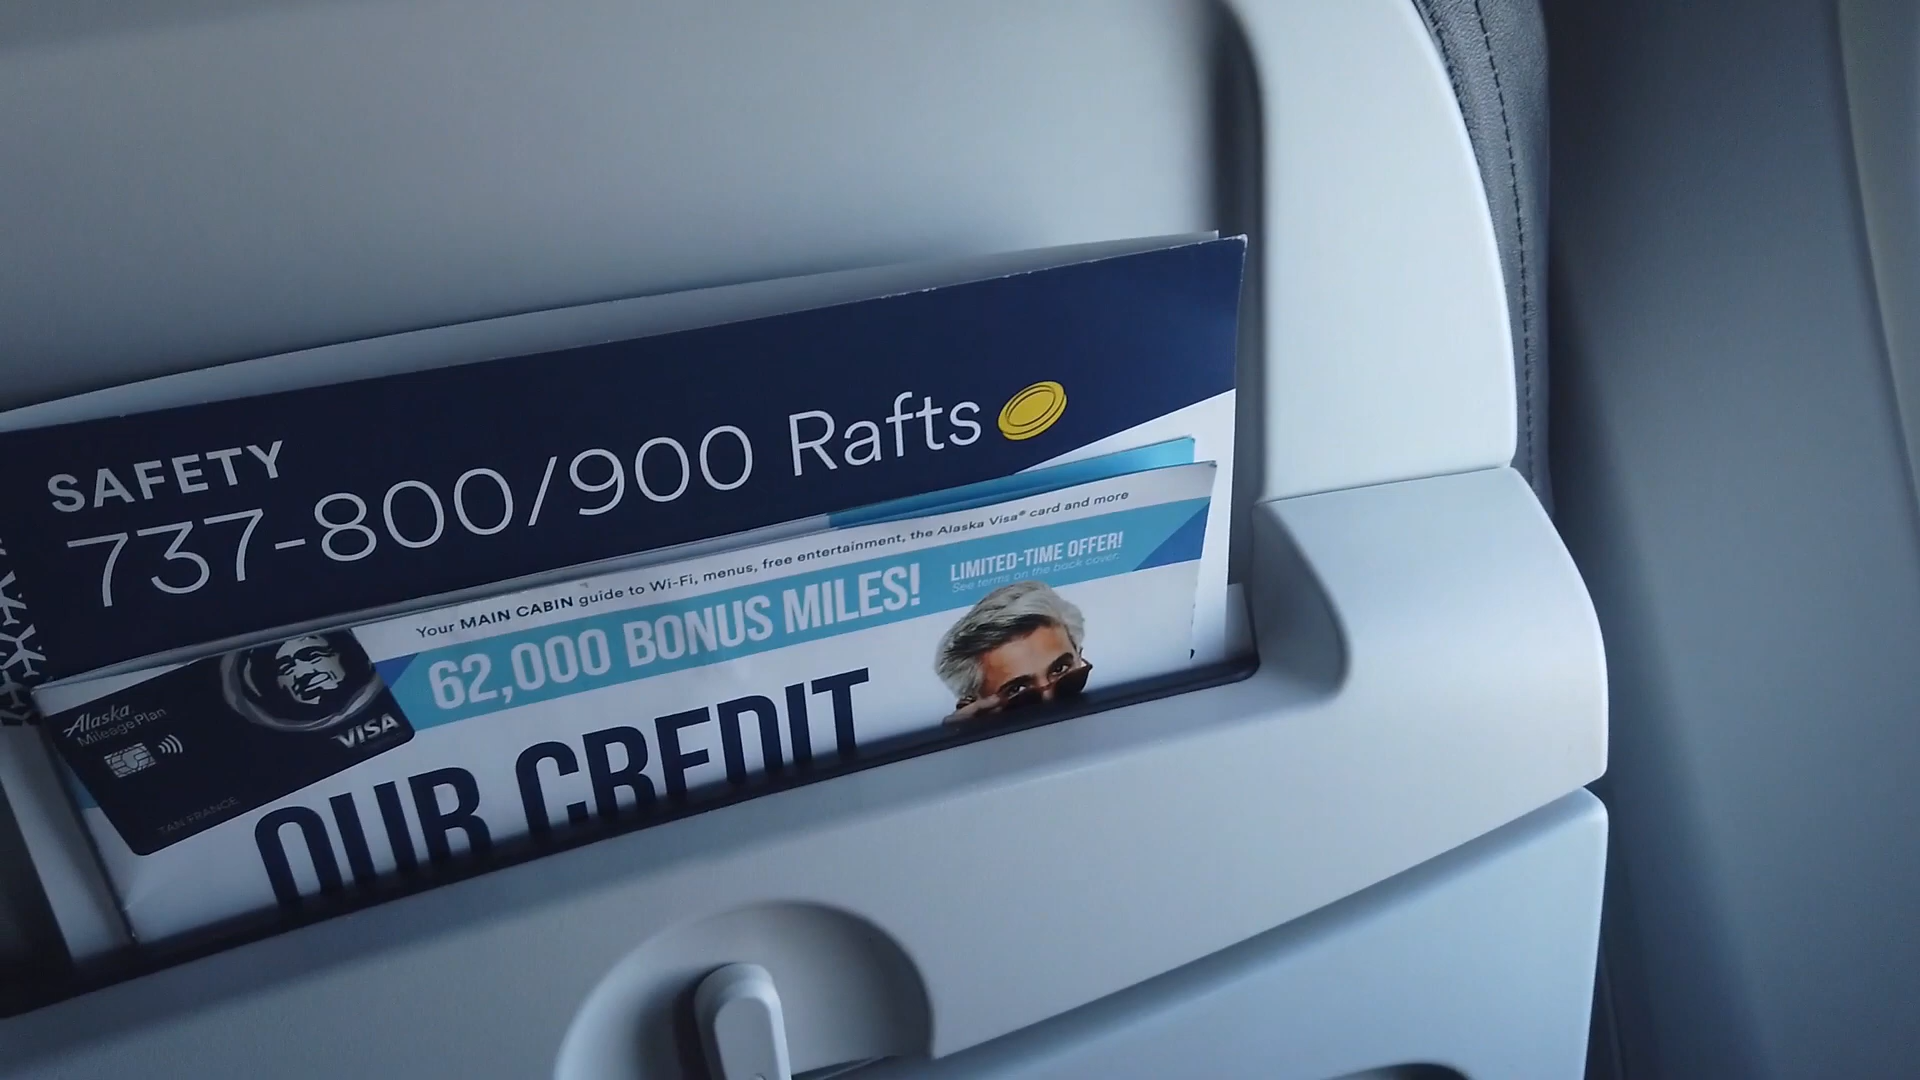 SAFETY
737-800/900 Rafts
Your MAIN CABIN guide to Wi-Fi, menus, free entertainment, the Alaska Visa® card and more
62,000 BONUS MILES!
LIMITED-TIME OFFER!
See terms on the back cover.
Alaska
Mileage Plan
VISA
TAN FRANCE
OUR CREDIT